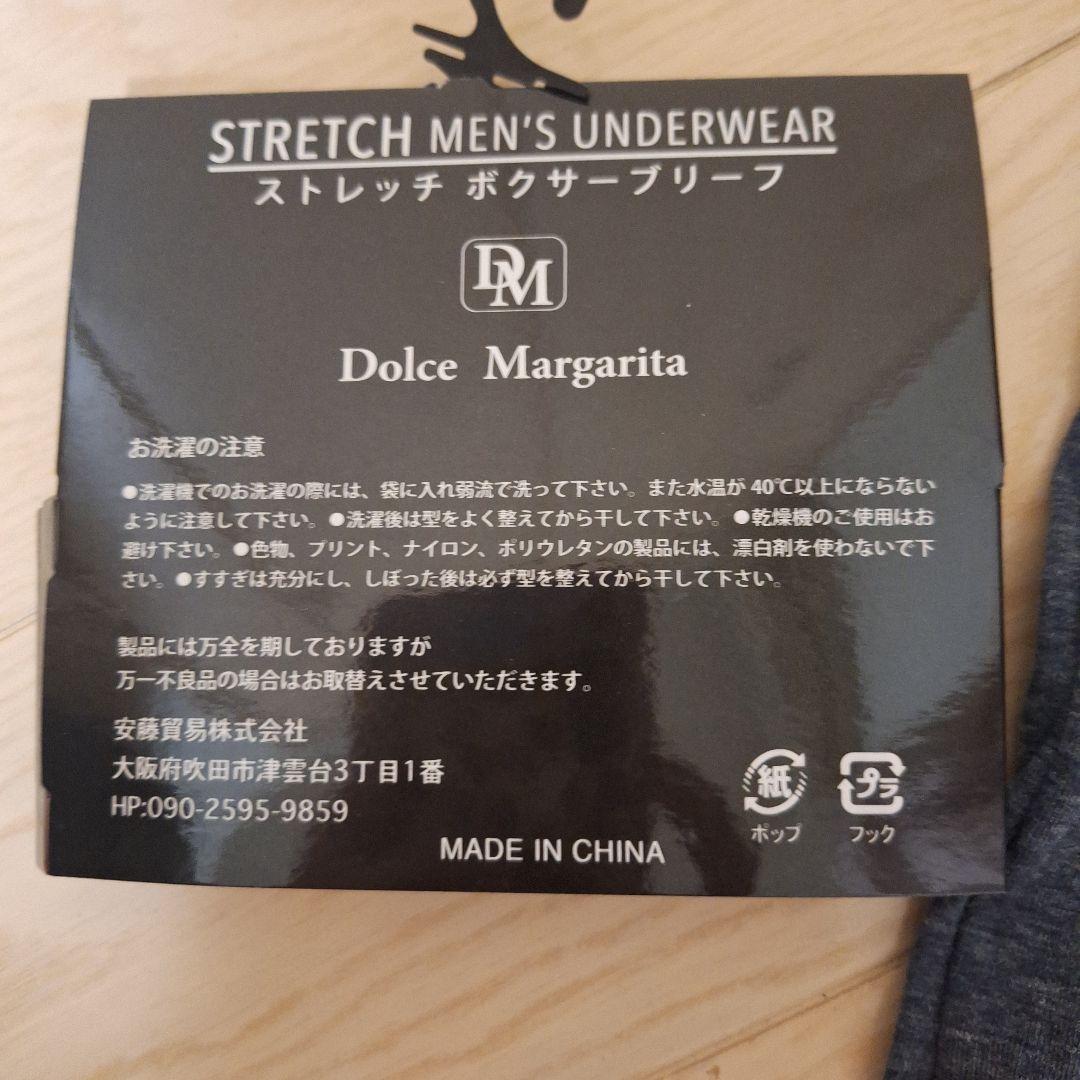 STRETCH MEN'S UNDERWEAR
ストレッチ ボクサーブリーフ
DM
Dolce Margarita
お洗濯の注意
●洗濯機でのお洗濯の際には、袋に入れ弱流で洗って下さい。また水温が 40℃以上にならない
ように注意して下さい。●洗濯後は型をよく整えてから干して下さい。●乾燥機のご使用はお
避け下さい。●色物、プリント、ナイロン、ポリウレタンの製品には、漂白剤を使わないで下
さい。●すすぎは充分にし、しぼった後は必ず型を整えてから干して下さい。
製品には万全を期しておりますが
万一不良品の場合はお取替えさせていただきます。
安藤貿易株式会社
大阪府吹田市津雲台3丁目1番
HP:090-2595-9859
紙 プラ
ポップ フック
MADE IN CHINA